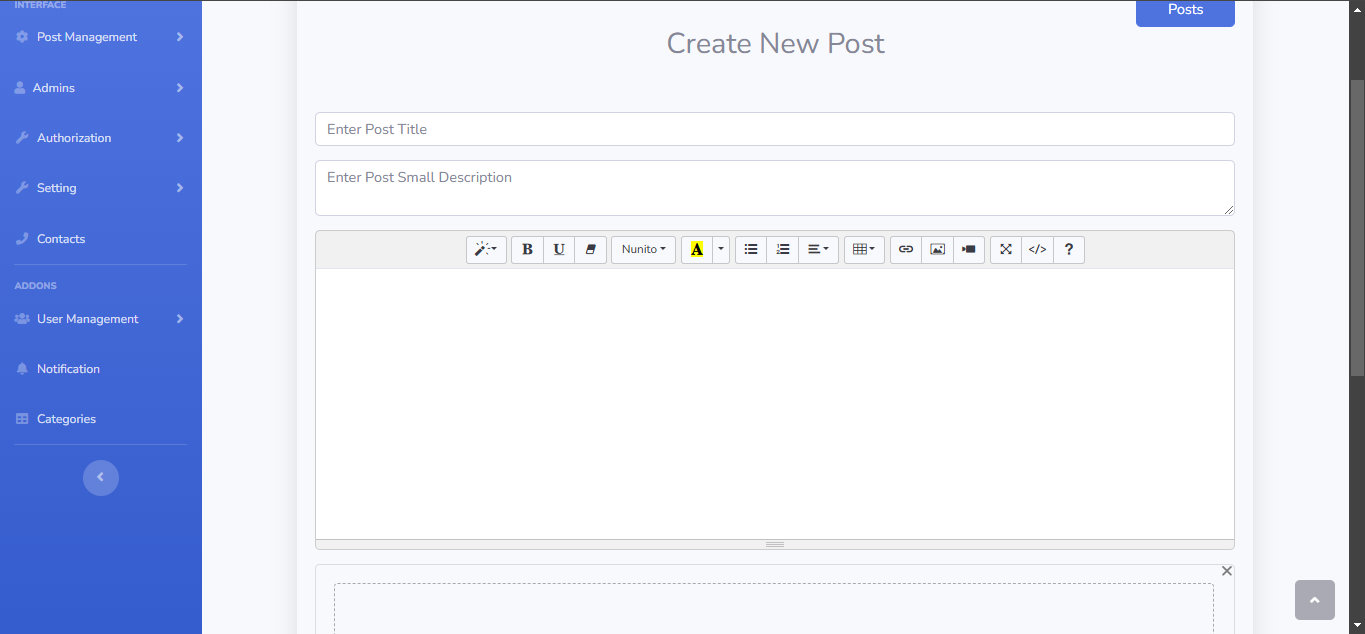 INTERFACE
Posts
Post Management
Create New Post
Admins
Enter Post Title
Authorization
Enter Post Small Description
Setting
Contacts
B U Nunito A </> ?
ADDONS
User Management
Notification
Categories